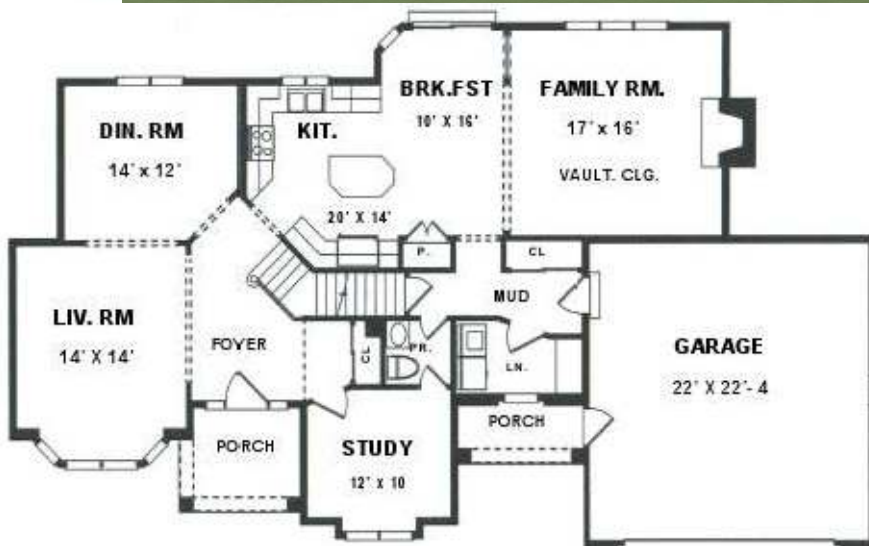 BRK.FST
10' X 16'
FAMILY RM.
17' x 16'
VAULT. CLG.
DIN. RM
14' x 12'
KIT.
20' X 14'
P.
CL
MUD
LIV. RM
14' X 14'
FOYER
CL
PR.
LN.
GARAGE
22' X 22'-4
PORCH
STUDY
12' X 10
PORCH